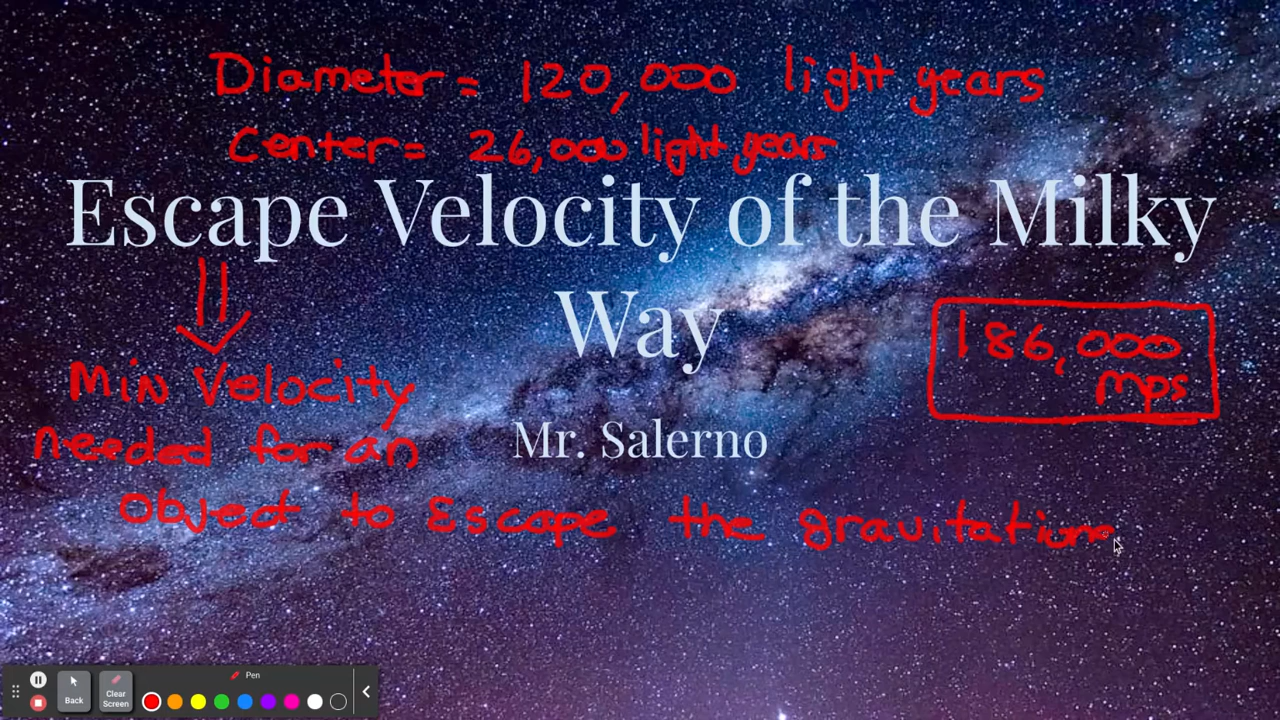 Diameter = 120,000 light years
Center = 26,000 light years
Escape Velocity of the Milky
Way
186,000
mps
Min Velocity
needed for an
Mr. Salerno
Object to Escape the gravitationa
Pen
Back
Clear
Screen